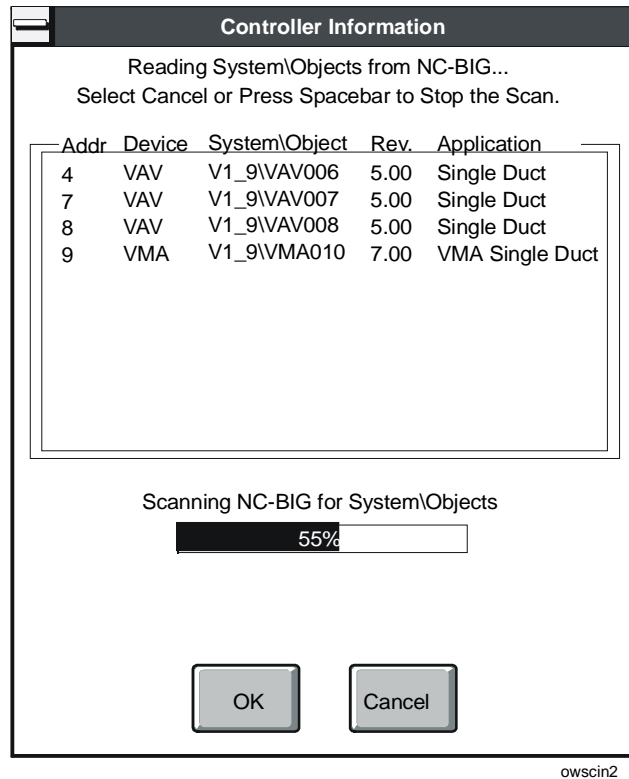 Controller Information
Reading System\Objects from NC-BIG...
Select Cancel or Press Spacebar to Stop the Scan.
Addr Device System\Object Rev. Application
4 VAV V1_9\VAV006 5.00 Single Duct
7 VAV V1_9\VAV007 5.00 Single Duct
8 VAV V1_9\VAV008 5.00 Single Duct
9 VMA V1_9\VMA010 7.00 VMA Single Duct
Scanning NC-BIG for System\Objects
55%
OK Cancel
owscin2